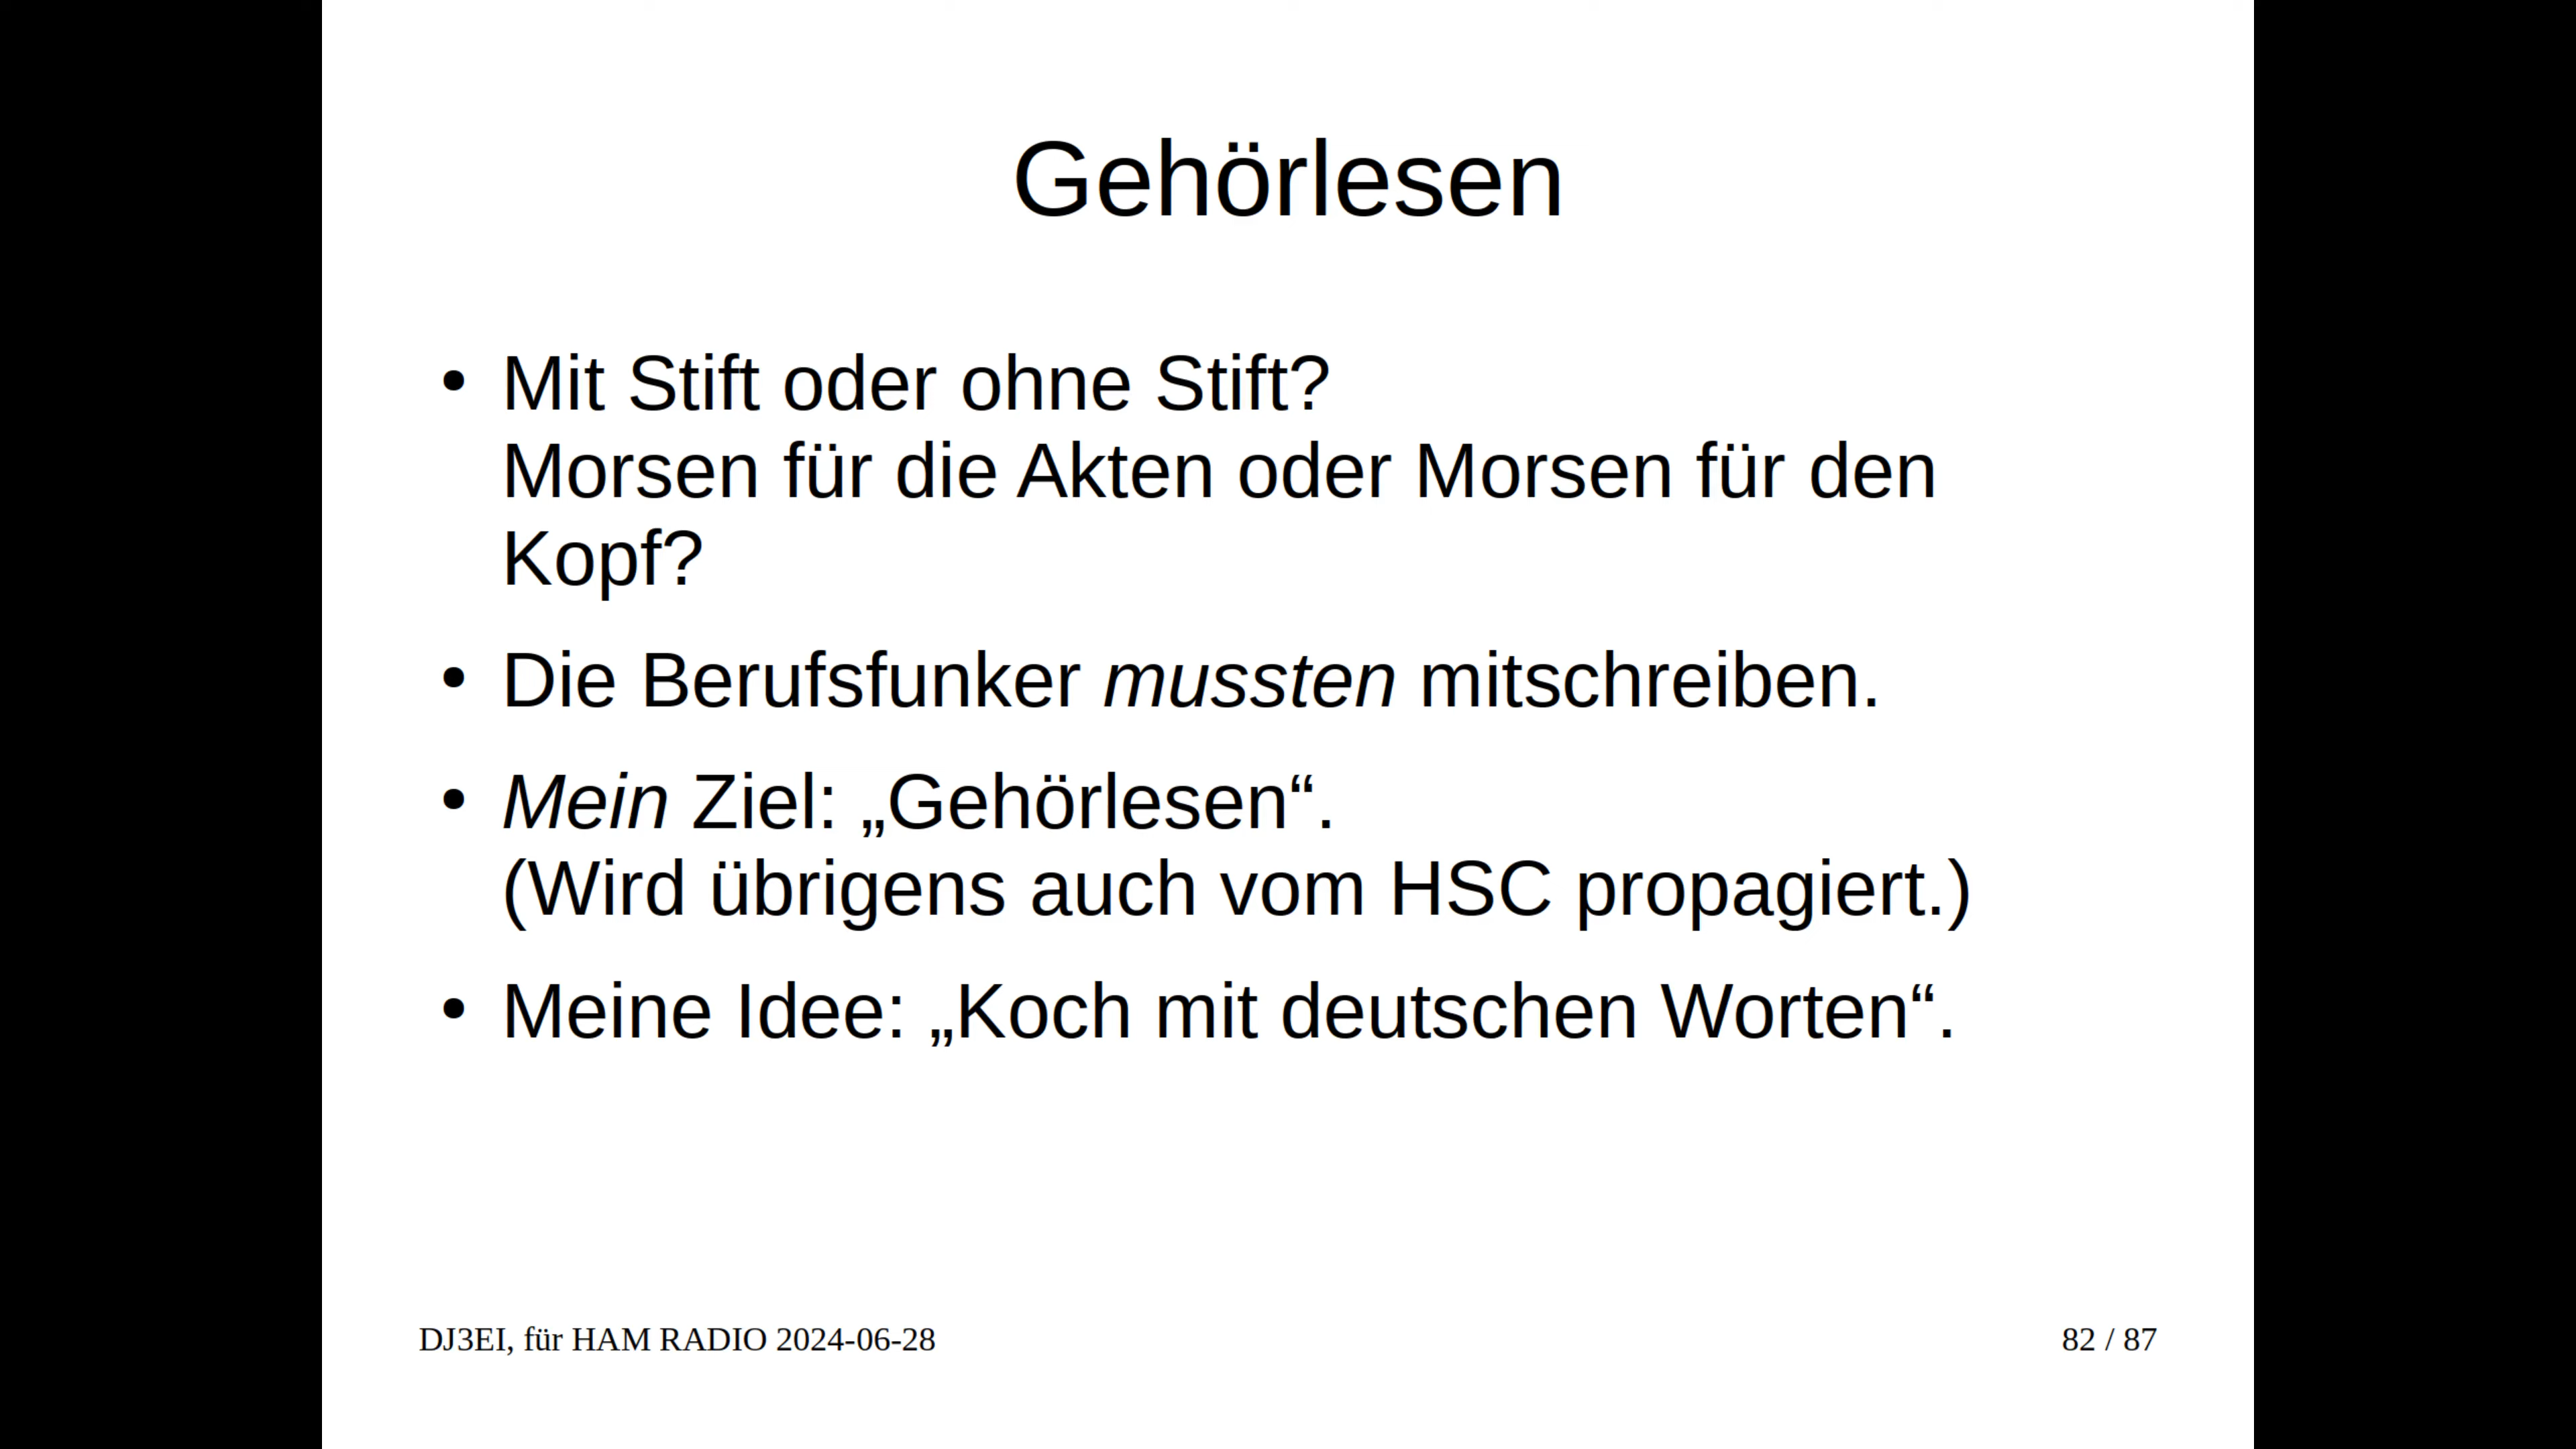 Gehörlesen
• Mit Stift oder ohne Stift?
Morsen für die Akten oder Morsen für den
Kopf?
• Die Berufsfunker mussten mitschreiben.
• Mein Ziel: „Gehörlesen“.
(Wird übrigens auch vom HSC propagiert.)
• Meine Idee: „Koch mit deutschen Worten“.
DJ3EI, für HAM RADIO 2024-06-28
82 / 87